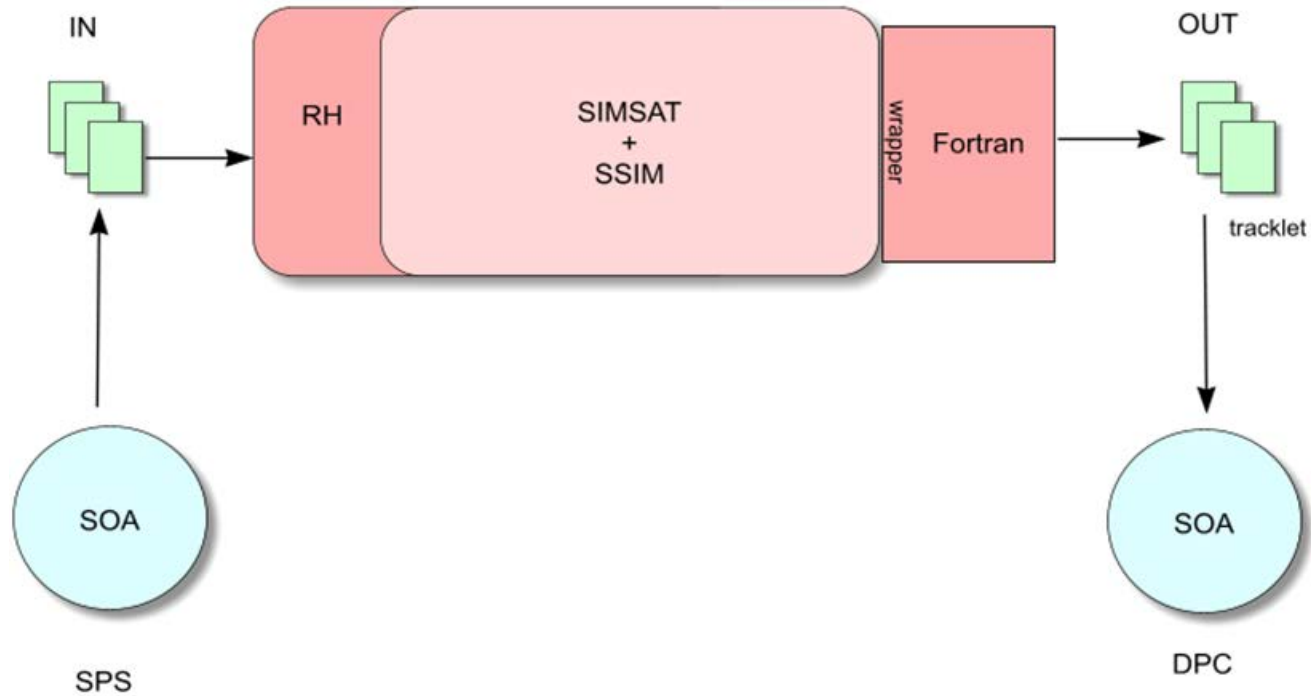 IN
OUT
RH
SIMSAT
+
SSIM
wrapper
Fortran
tracklet
SOA
SOA
SPS
DPC